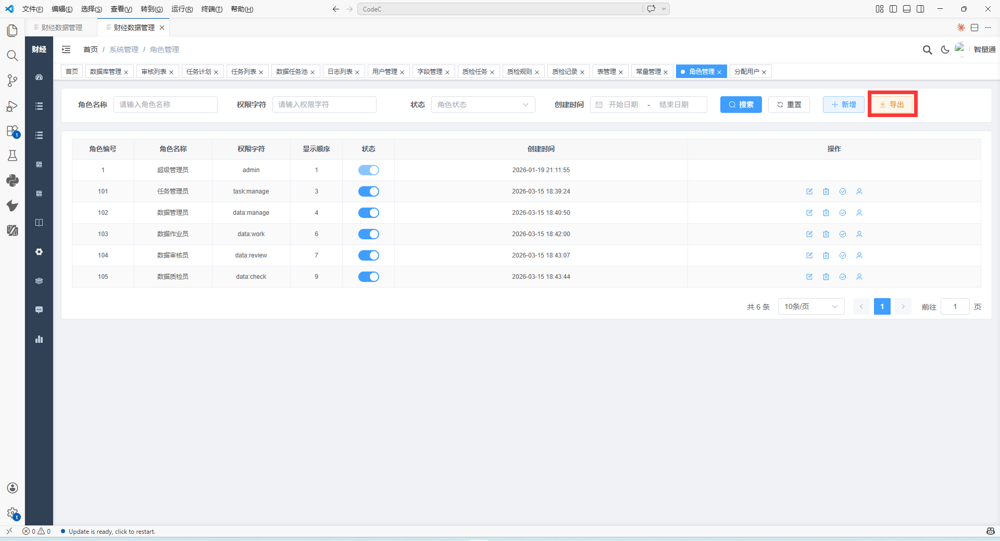 文件(F) 编辑(E) 选择(S) 查看(V) 转到(G) 运行(R) 终端(T) 帮助(H) CodeC
财经数据管理 财经数据管理
财经 首页 / 系统管理 / 角色管理 智量通
首页 数据库管理 审核列表 任务计划 任务列表 数据任务池 日志列表 用户管理 字段管理 质检任务 质检规则 质检记录 表管理 常量管理 角色管理 分配用户
角色名称 请输入角色名称 权限字符 请输入权限字符 状态 角色状态 创建时间 开始日期 - 结束日期 搜索 重置 新增 导出
角色编号 角色名称 权限字符 显示顺序 状态 创建时间 操作
1 超级管理员 admin 1 2026-01-19 21:11:55
101 任务管理员 task:manage 3 2026-03-15 18:39:24
102 数据管理员 data:manage 4 2026-03-15 18:40:50
103 数据作业员 data:work 6 2026-03-15 18:42:00
104 数据审核员 data:review 7 2026-03-15 18:43:07
105 数据质检员 data:check 9 2026-03-15 18:43:44
共 6 条 10条/页 1 前往 1 页
1
1
0 0 Update is ready, click to restart.